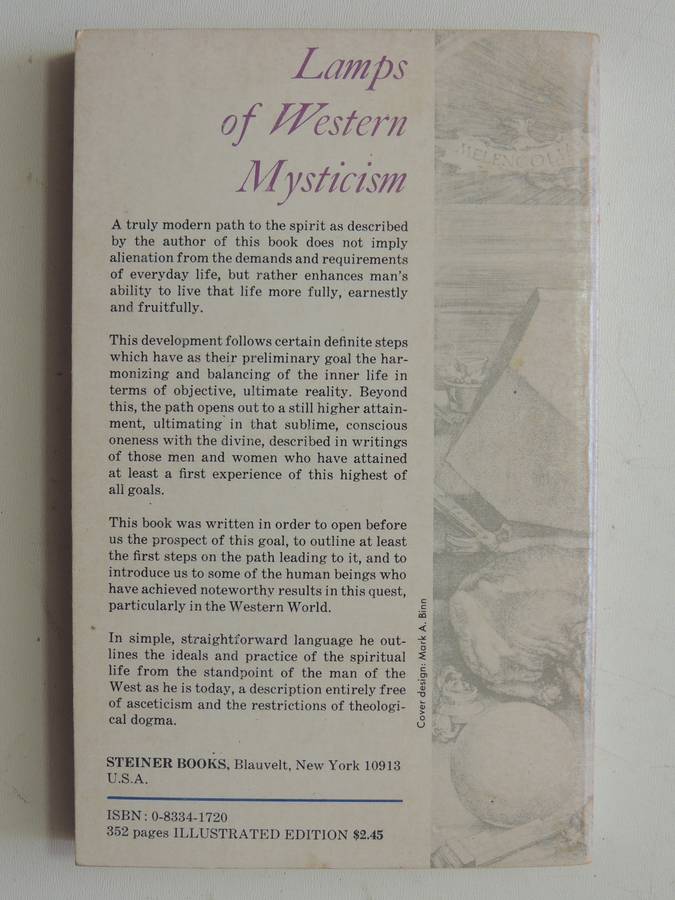 Lamps
of Western
Mysticism
A truly modern path to the spirit as described
by the author of this book does not imply
alienation from the demands and requirements
of everyday life, but rather enhances man's
ability to live that life more fully, earnestly
and fruitfully.
This development follows certain definite steps
which have as their preliminary goal the har-
monizing and balancing of the inner life in
terms of objective, ultimate reality. Beyond
this, the path opens out to a still higher attain-
ment, ultimating in that sublime, conscious
oneness with the divine, described in writings
of those men and women who have attained
at least a first experience of this highest of
all goals.
This book was written in order to open before
us the prospect of this goal, to outline at least
the first steps on the path leading to it, and to
introduce us to some of the human beings who
have achieved noteworthy results in this quest,
particularly in the Western World.
In simple, straightforward language he out-
lines the ideals and practice of the spiritual
life from the standpoint of the man of the
West as he is today, a description entirely free
of asceticism and the restrictions of theologi-
cal dogma.
STEINER BOOKS, Blauvelt, New York 10913
U.S.A.
ISBN: 0-8334-1720
352 pages ILLUSTRATED EDITION $2.45
Cover design: Mark A. Binn
MELENCOLIA